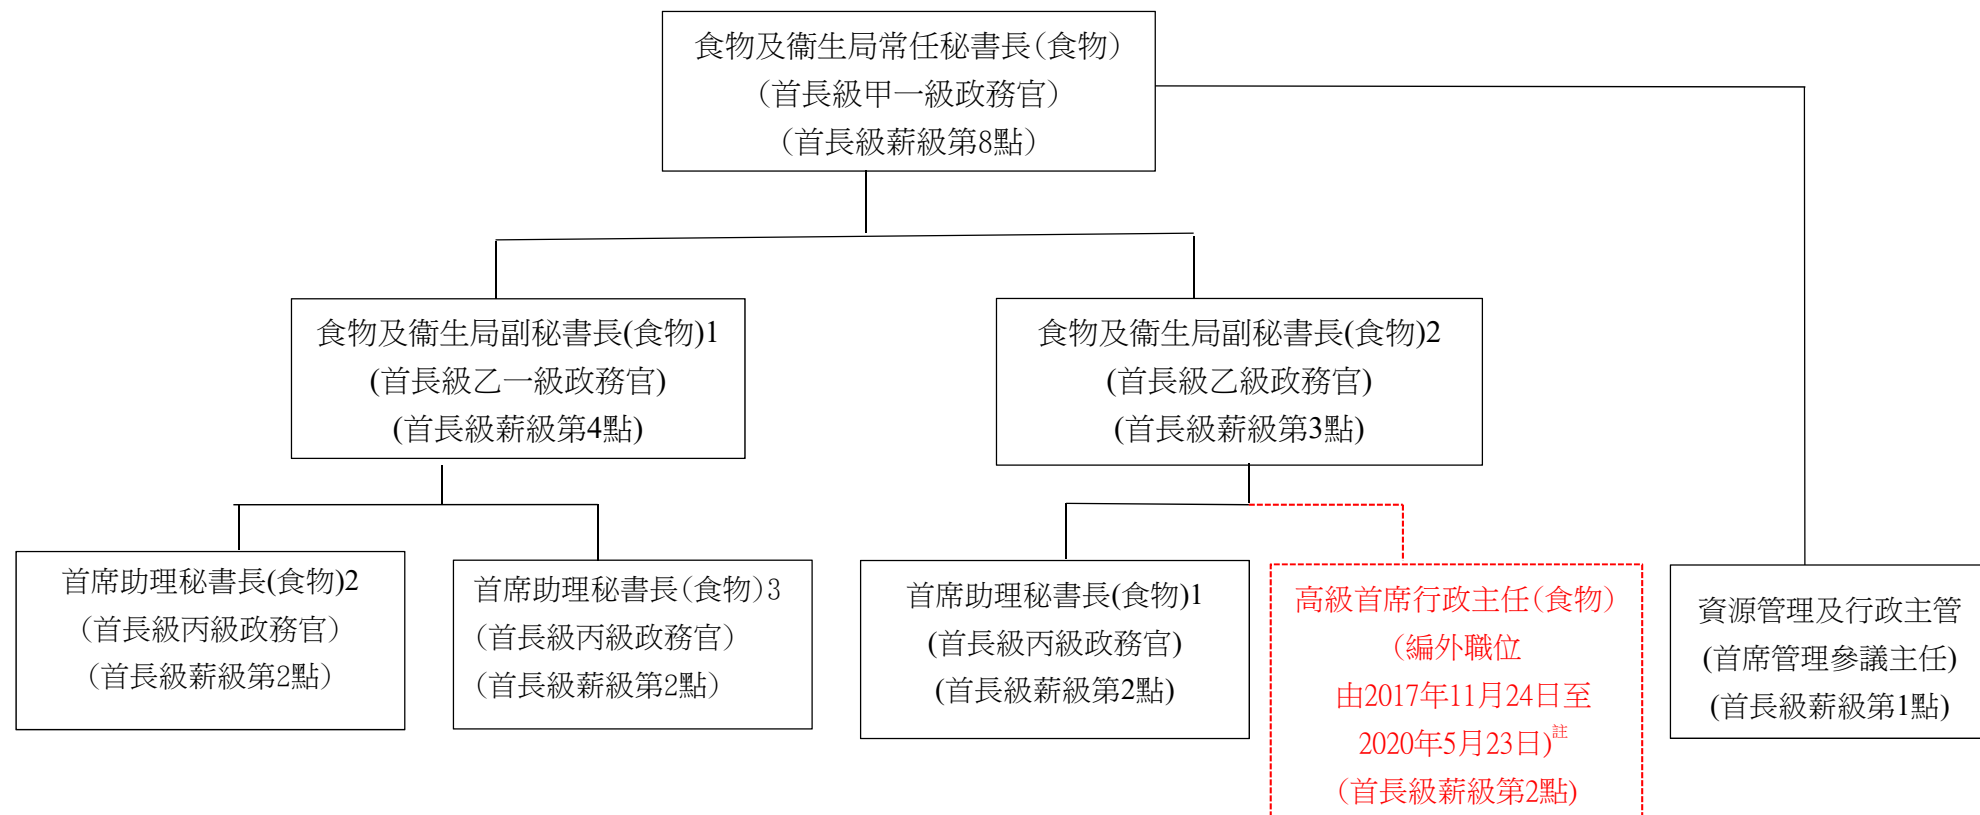 食物及衞生局常任秘書長(食物)
(首長級甲一級政務官)
(首長級薪級第8點)
食物及衞生局副秘書長(食物)1
(首長級乙一級政務官)
(首長級薪級第4點)
食物及衞生局副秘書長(食物)2
(首長級乙級政務官)
(首長級薪級第3點)
首席助理秘書長(食物)2
(首長級丙級政務官)
(首長級薪級第2點)
首席助理秘書長(食物)3
(首長級丙級政務官)
(首長級薪級第2點)
首席助理秘書長(食物)1
(首長級丙級政務官)
(首長級薪級第2點)
高級首席行政主任(食物)
(編外職位
由2017年11月24日至
2020年5月23日)註
(首長級薪級第2點)
資源管理及行政主管
(首席管理參議主任)
(首長級薪級第1點)